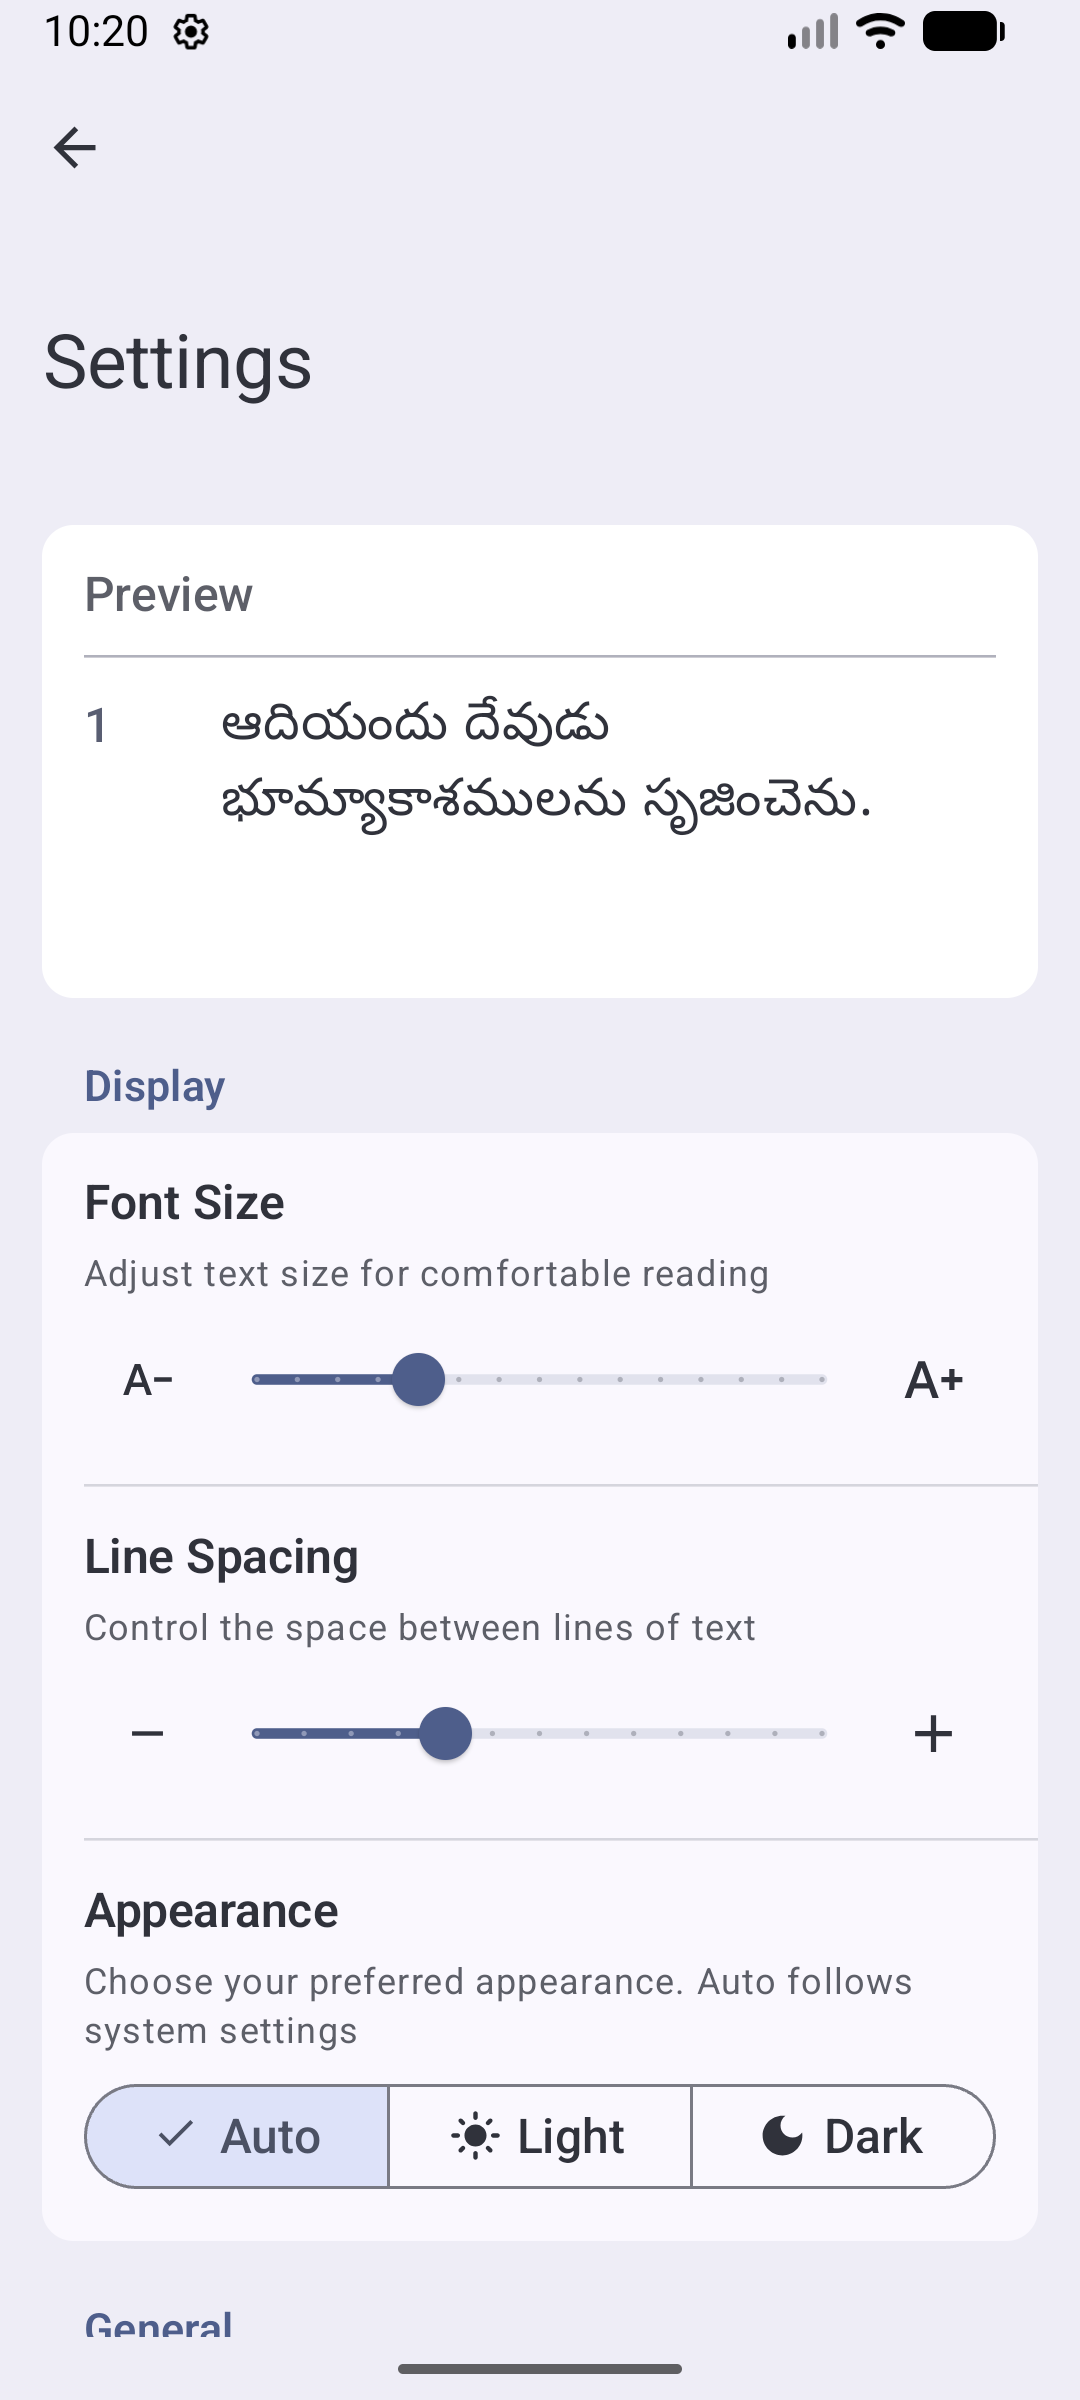 10:20
Settings
Preview
1 ఆదియందు దేవుడు
భూమ్యాకాశములను సృజించెను.
Display
Font Size
Adjust text size for comfortable reading
A- A+
Line Spacing
Control the space between lines of text
− +
Appearance
Choose your preferred appearance. Auto follows
system settings
Auto Light Dark
General